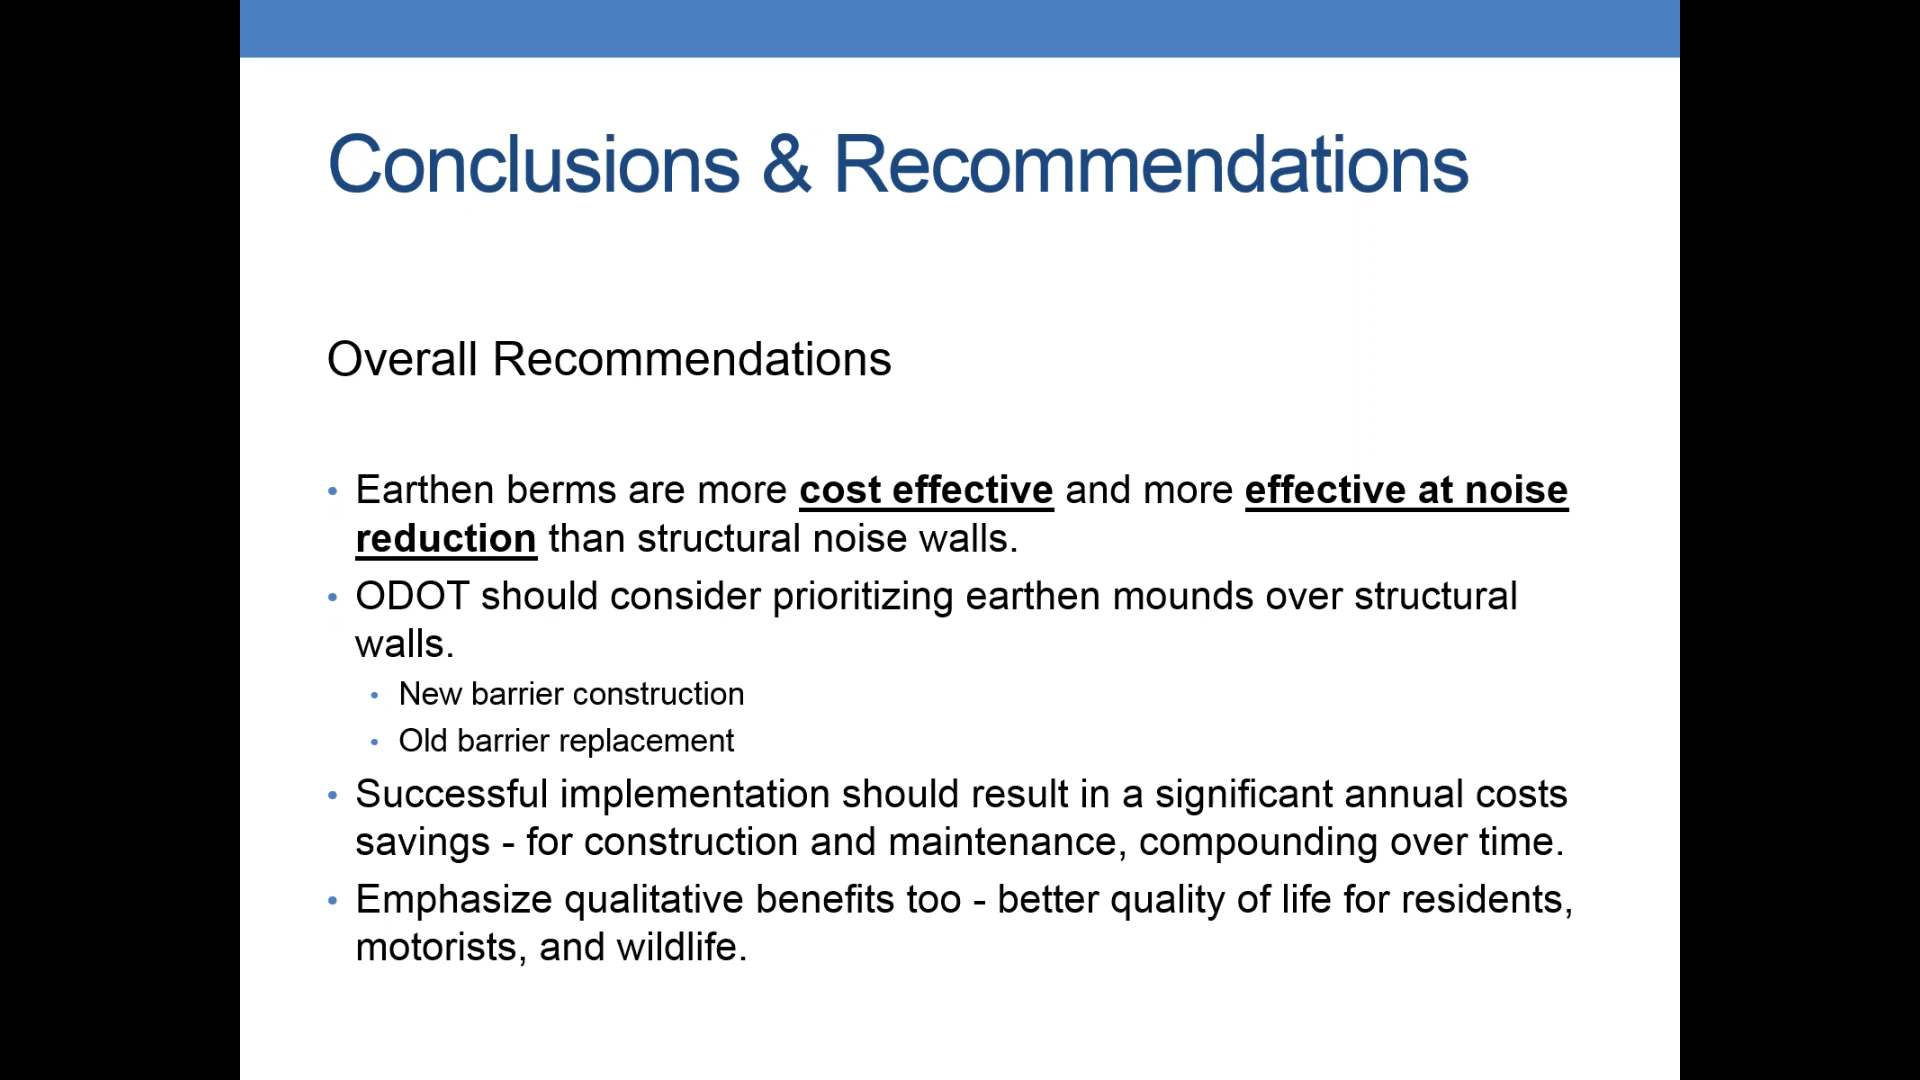 Conclusions & Recommendations
Overall Recommendations
• Earthen berms are more cost effective and more effective at noise
reduction than structural noise walls.
• ODOT should consider prioritizing earthen mounds over structural
walls.
• New barrier construction
• Old barrier replacement
• Successful implementation should result in a significant annual costs
savings - for construction and maintenance, compounding over time.
• Emphasize qualitative benefits too - better quality of life for residents,
motorists, and wildlife.